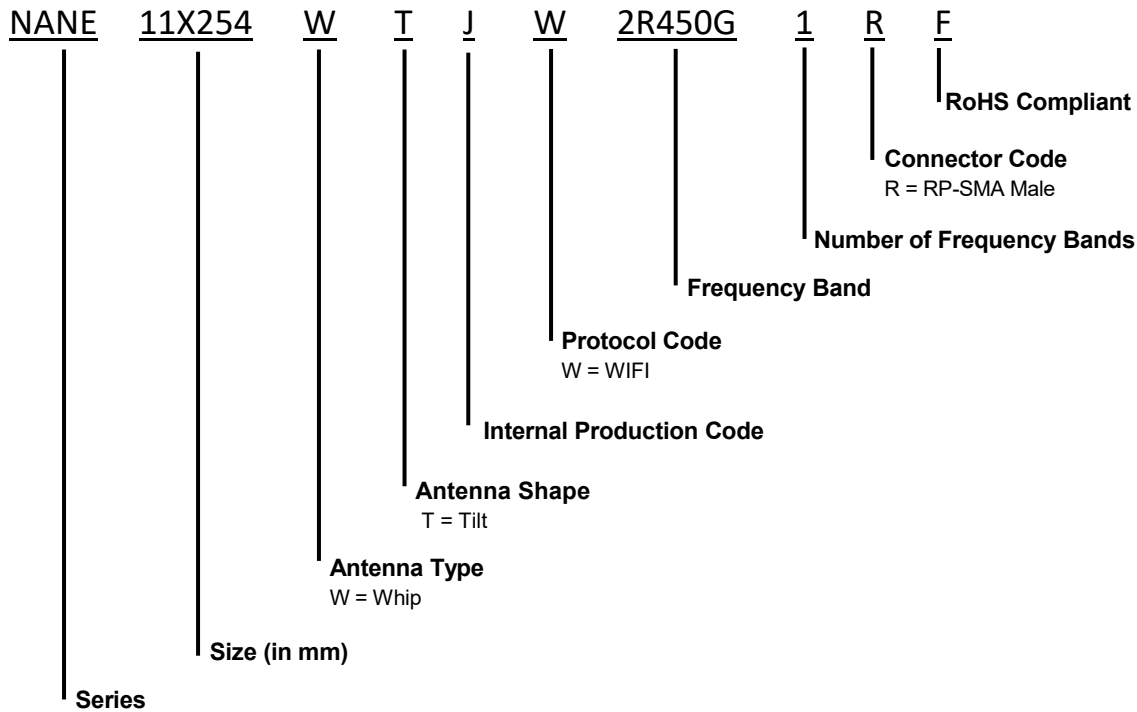 NANE 11X254 W T J W 2R450G 1 R F
RoHS Compliant
Connector Code
R = RP-SMA Male
Number of Frequency Bands
Frequency Band
Protocol Code
W = WIFI
Internal Production Code
Antenna Shape
T = Tilt
Antenna Type
W = Whip
Size (in mm)
Series